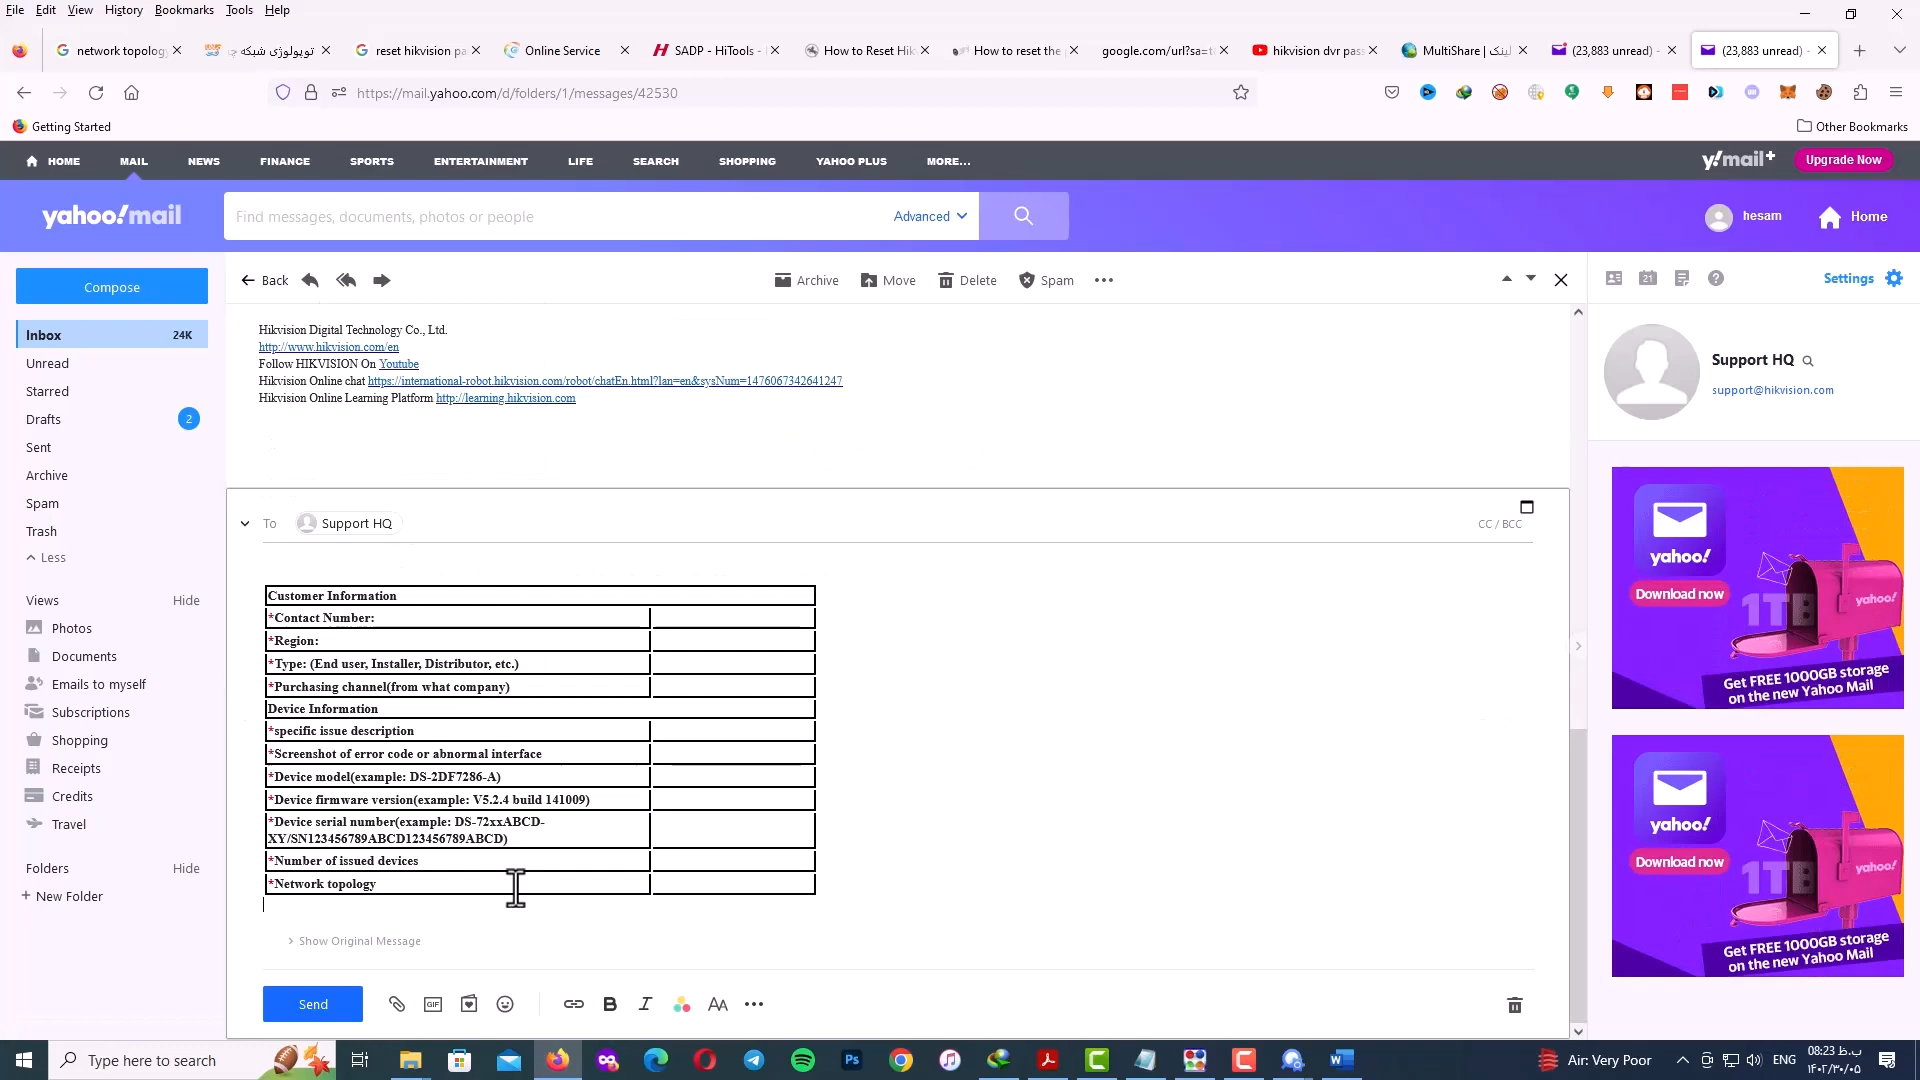 File Edit View History Bookmarks Tools Help
network topology
توپولوژی شبکه
reset hikvision pa
Online Service
SADP - HiTools -
How to Reset Hik
How to reset the
google.com/url?sa=t
hikvision dvr pass
MultiShare | لینک
(23,883 unread) -
(23,883 unread) -
https://mail.yahoo.com/d/folders/1/messages/42530
Getting Started
Other Bookmarks
HOME MAIL NEWS FINANCE SPORTS ENTERTAINMENT LIFE SEARCH SHOPPING YAHOO PLUS MORE...
y!mail+
Upgrade Now
yahoo!mail
Find messages, documents, photos or people
Advanced
hesam
Home
Compose
Back
Archive Move Delete Spam
21
Settings
Inbox 24K
Unread
Starred
Drafts 2
Sent
Archive
Spam
Trash
Less
Views Hide
Photos
Documents
Emails to myself
Subscriptions
Shopping
Receipts
Credits
Travel
Folders Hide
+ New Folder
Hikvision Digital Technology Co., Ltd.
http://www.hikvision.com/en
Follow HIKVISION On Youtube
Hikvision Online chat https://international-robot.hikvision.com/robot/chatEn.html?lan=en&sysNum=1476067342641247
Hikvision Online Learning Platform http://learning.hikvision.com
To Support HQ
CC / BCC
Customer Information
*Contact Number:
*Region:
*Type: (End user, Installer, Distributor, etc.)
*Purchasing channel(from what company)
Device Information
*specific issue description
*Screenshot of error code or abnormal interface
*Device model(example: DS-2DF7286-A)
*Device firmware version(example: V5.2.4 build 141009)
*Device serial number(example: DS-72xxABCD-
XY/SN123456789ABCD123456789ABCD)
*Number of issued devices
*Network topology
Show Original Message
Send
GIF
Support HQ
support@hikvision.com
yahoo!
Download now
1TB
yahoo!
Get FREE 1000GB storage
on the new Yahoo Mail
yahoo!
Download now
1TB
yahoo!
Get FREE 1000GB storage
on the new Yahoo Mail
Type here to search
Air: Very Poor
ENG
08:23 ب.ظ
۱۴۰۲/۳۰/۰۵